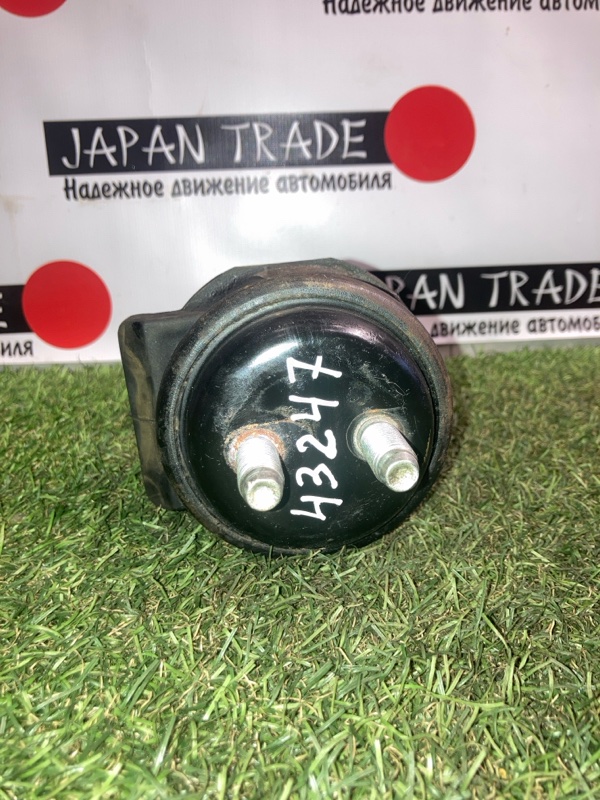 Надежное движение автом
JAPAN TRADE
Надежное движение автомобиля
PAN TRADE
движение автомоби
иля
43247